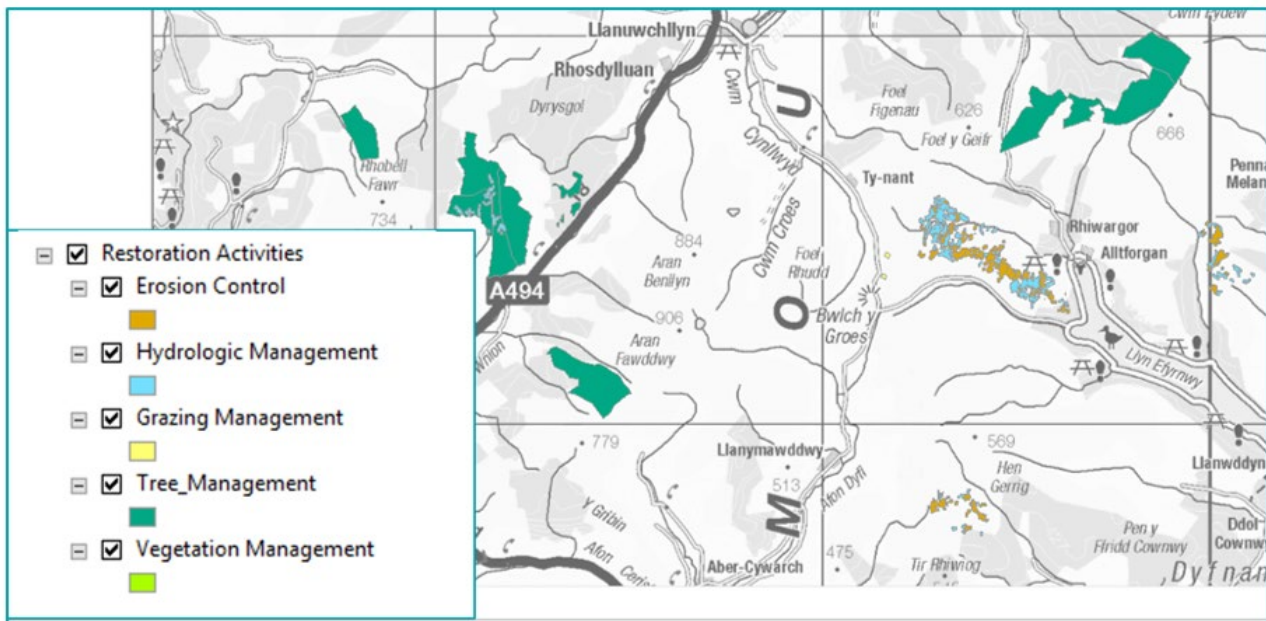 Llanuwchllyn
Rhosdylluan
Dyrysgol
Cwm
Cynllwyd
U
Foel
Figenau
626
Foel y Geifr
666
Rhobell
Fawr
734
Ty-nant
Penna
Melan
Rhiwargor
Alltforgan
884
Aran
Benllyn
Cwm Croes
Foel
Rhudd
A494
O
Bwlch y
Groes
906
Aran
Fawddwy
Llyn Efyrnwy
779
Llanymawddwy
513
Afon Dyfi
M
569
Hen
Gerrig
Llanwddyn
Y Gribin
Afon
Aber-Cywarch
475
Tir Rhiwiog
Pen y
Ffridd Cownwy
Ddol
Cownw
Dyfnan
Restoration Activities
Erosion Control
Hydrologic Management
Grazing Management
Tree_Management
Vegetation Management